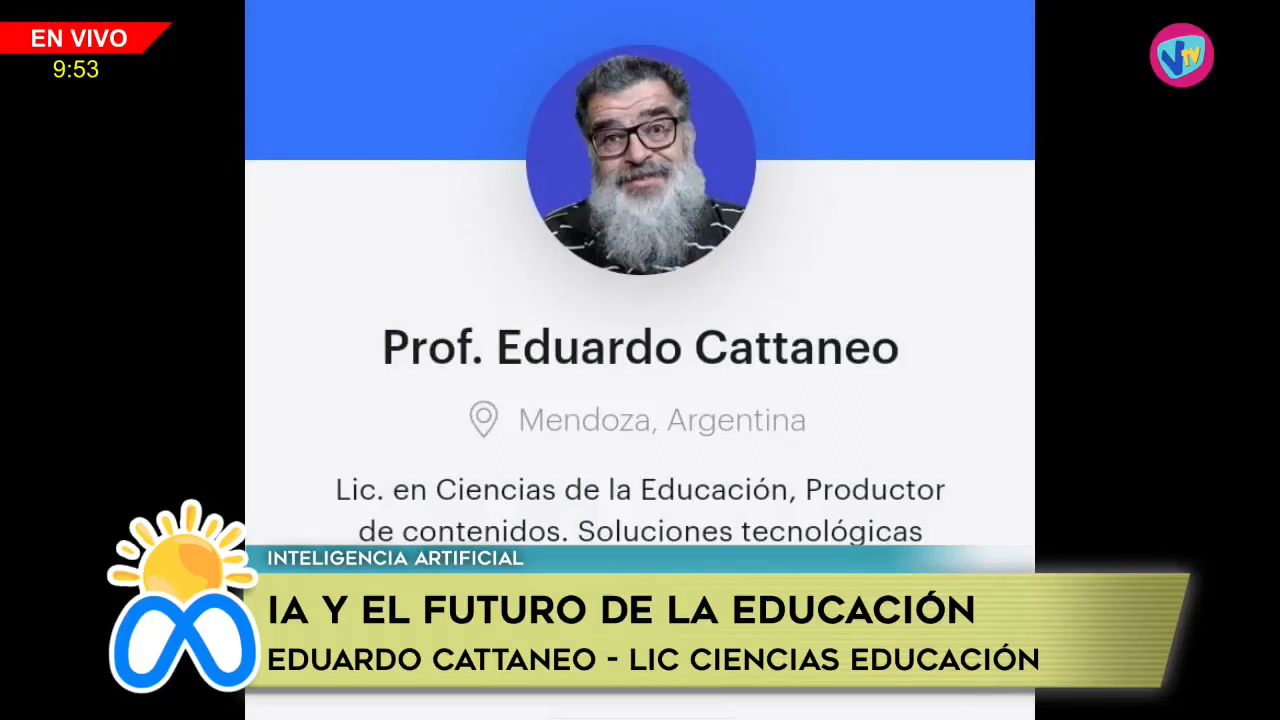 EN VIVO
9:53
VTV
Prof. Eduardo Cattaneo
Mendoza, Argentina
Lic. en Ciencias de la Educación, Productor
de contenidos. Soluciones tecnológicas
INTELIGENCIA ARTIFICIAL
IA Y EL FUTURO DE LA EDUCACIÓN
EDUARDO CATTANEO - LIC CIENCIAS EDUCACIÓN